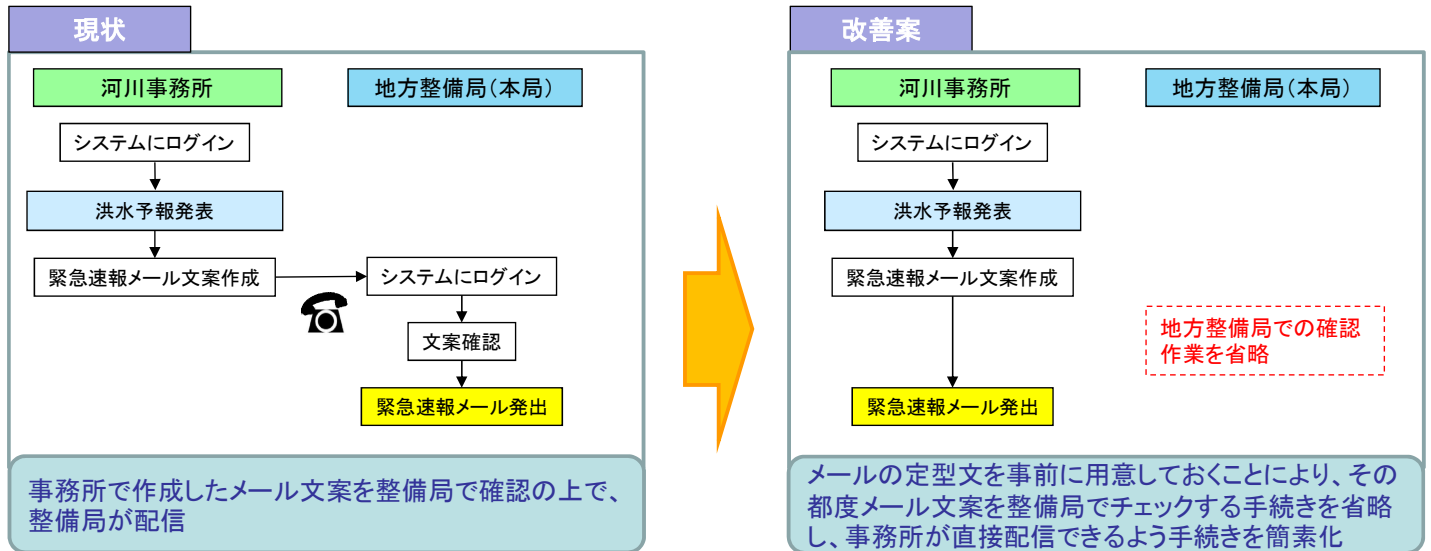 現状
河川事務所
地方整備局(本局)
システムにログイン
洪水予報発表
緊急速報メール文案作成
システムにログイン
文案確認
緊急速報メール発出
事務所で作成したメール文案を整備局で確認の上で、
整備局が配信
改善案
河川事務所
地方整備局(本局)
システムにログイン
洪水予報発表
緊急速報メール文案作成
地方整備局での確認
作業を省略
緊急速報メール発出
メールの定型文を事前に用意しておくことにより、その
都度メール文案を整備局でチェックする手続きを省略
し、事務所が直接配信できるよう手続きを簡素化